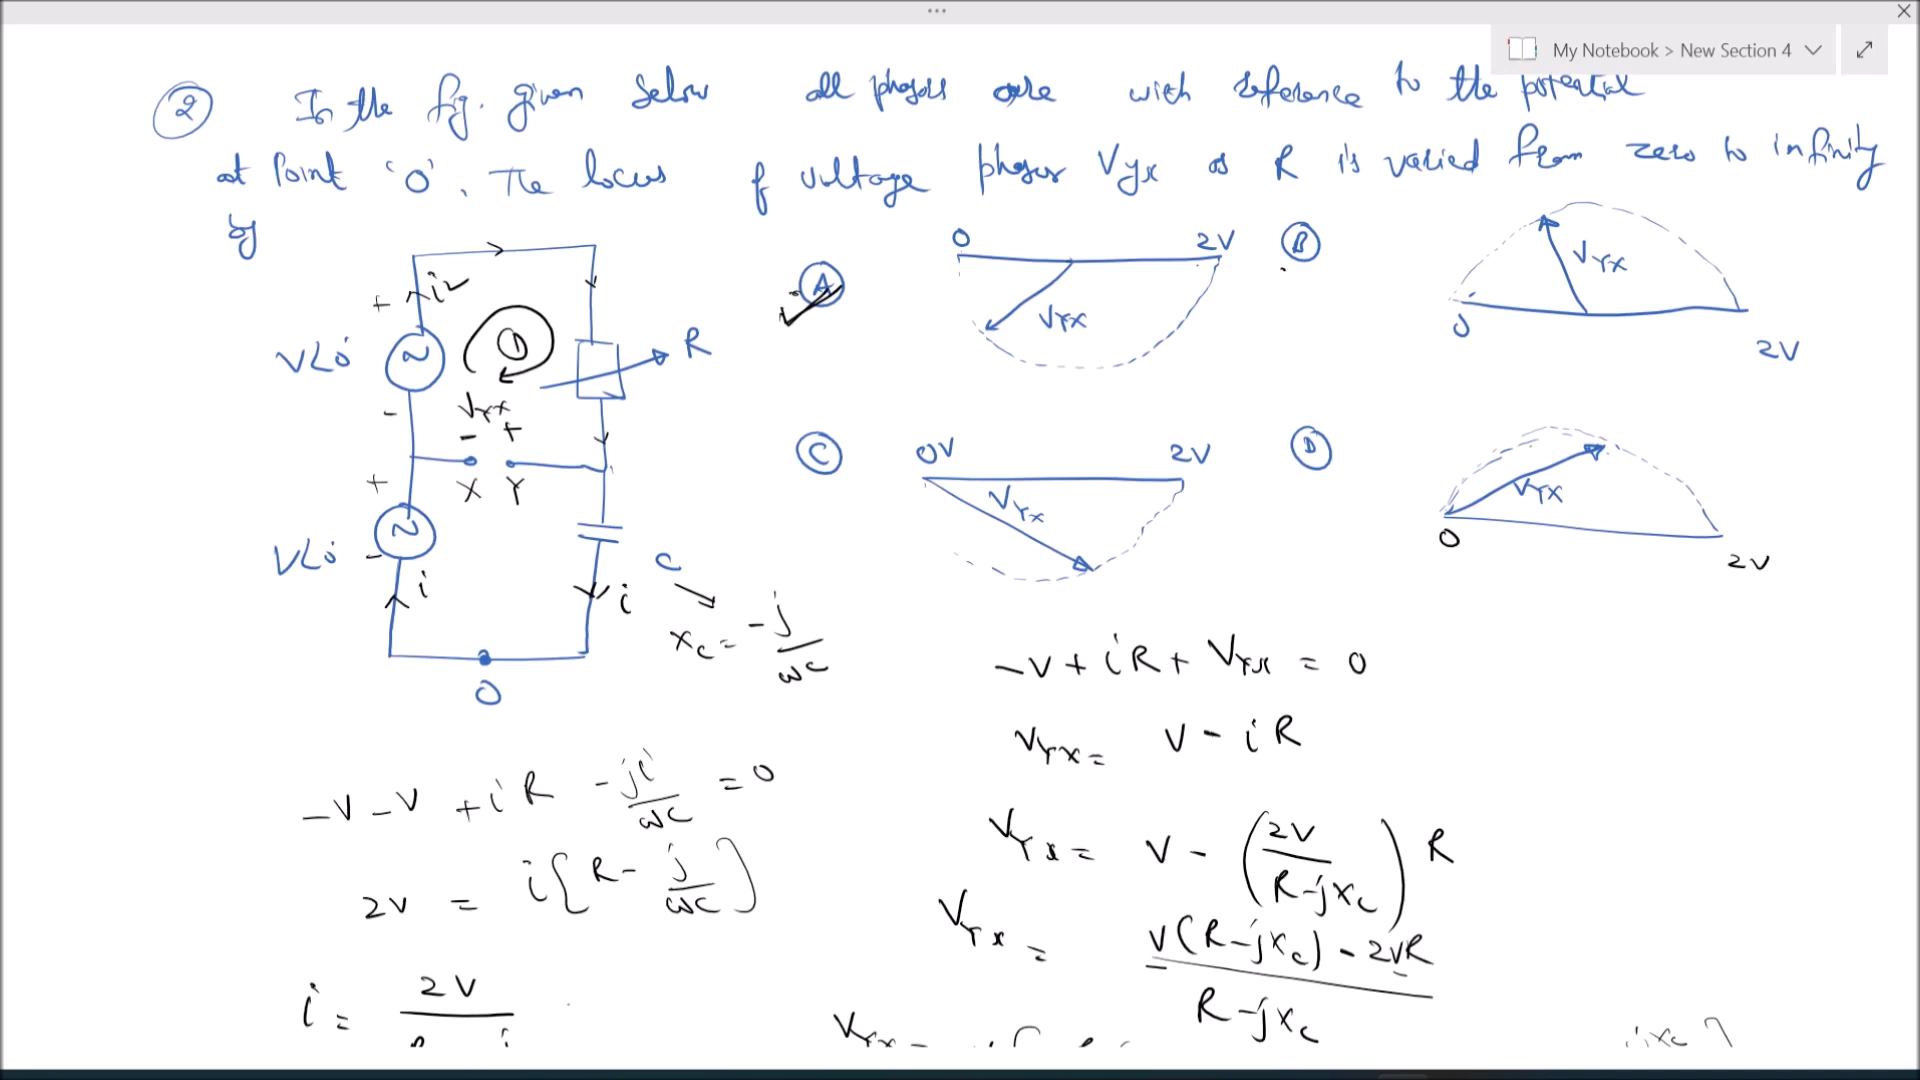 My Notebook > New Section 4
② In the fig. given below all phasors are with reference to the potential
at Point 'O'. The locus of voltage phasor VYX as R is varied from zero to infinity
by
+ i
V∠0
-
①
R
VYX
- +
X Y
+
V∠0
-
i
i
C
xc = -j/ωC
O
Ⓐ O 2V
VYX
Ⓑ
VYX
O 2V
Ⓒ OV 2V
VYX
Ⓓ
VYX
O 2V
-V + iR + VYX = 0
VYX = V - iR
VYX = V - (2V/(R-jxc)) R
VYX = (V(R-jxc) - 2VR)/(R-jxc)
-V -V + iR - ji/ωC = 0
2V = i[R - j/ωC]
i = 2V